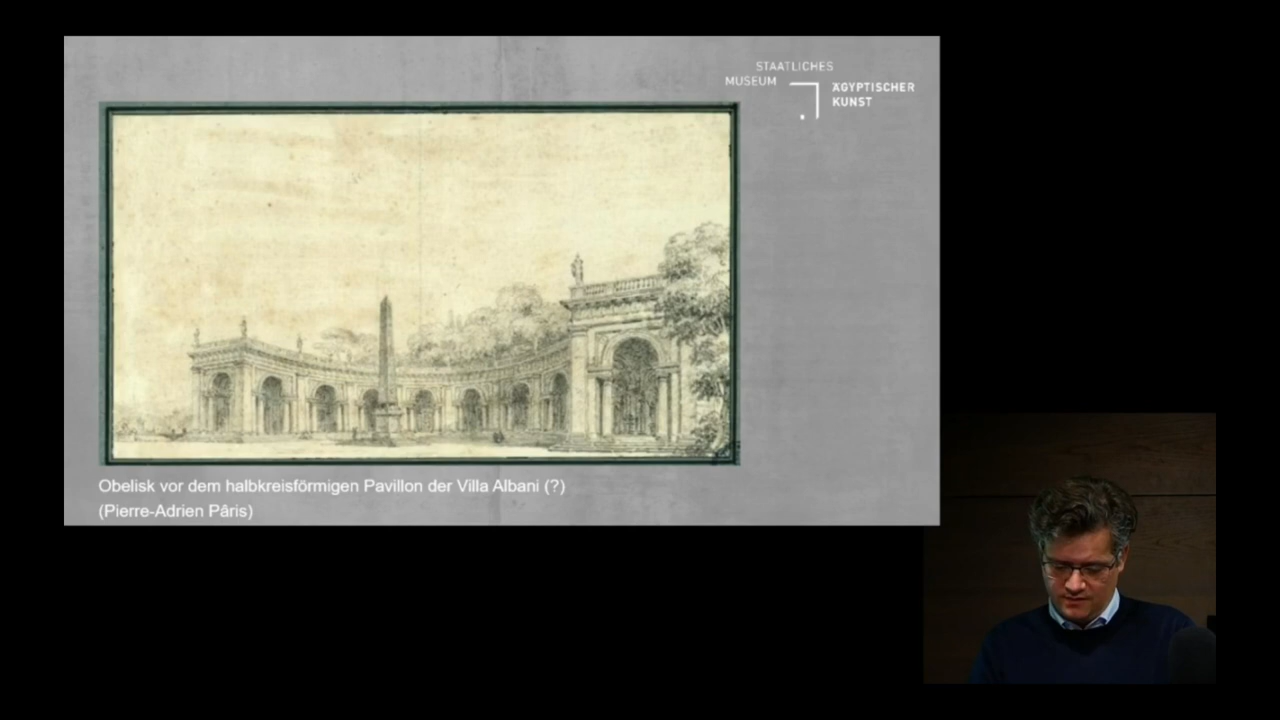 STAATLICHES
MUSEUM
ÄGYPTISCHER
KUNST
Obelisk vor dem halbkreisförmigen Pavillon der Villa Albani (?)
(Pierre-Adrien Pâris)